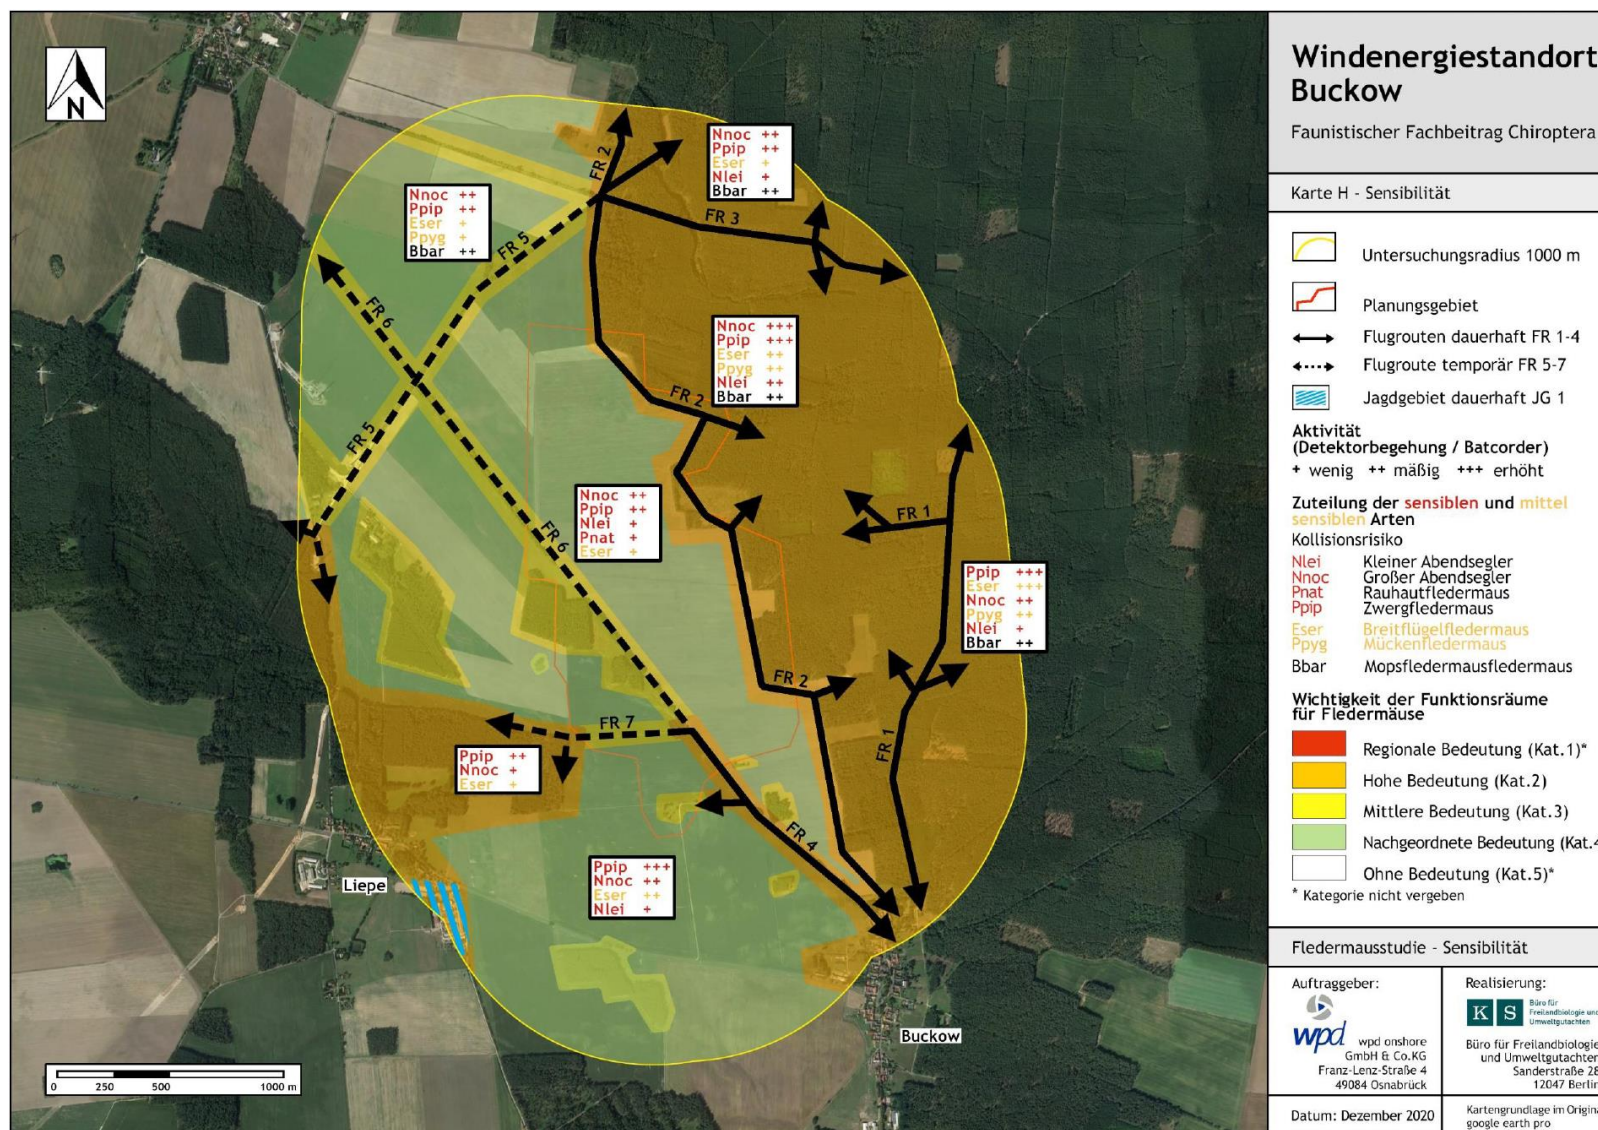 N
Nnoc ++
Ppip ++
Eser +
Nlei +
Bbar ++
Nnoc ++
Ppip ++
Eser +
Ppyg +
Bbar ++
FR 2
FR 3
FR 5
FR 6
Nnoc +++
Ppip +++
Eser ++
Ppyg ++
Nlei ++
Bbar ++
FR 2
FR 5
Nnoc ++
Ppip ++
Nlei +
Pnat +
Eser +
FR 6
FR 1
Ppip +++
Eser +++
Nnoc ++
Ppyg ++
Nlei +
Bbar ++
FR 2
FR 7
FR 1
Ppip ++
Nnoc +
Eser +
FR 4
Ppip +++
Nnoc ++
Eser ++
Nlei +
Liepe
Buckow
0 250 500 1000 m
Windenergiestandort
Buckow
Faunistischer Fachbeitrag Chiroptera
Karte H - Sensibilität
Untersuchungsradius 1000 m
Planungsgebiet
Flugrouten dauerhaft FR 1-4
Flugroute temporär FR 5-7
Jagdgebiet dauerhaft JG 1
Aktivität
(Detektorbegehung / Batcorder)
+ wenig ++ mäßig +++ erhöht
Zuteilung der sensiblen und mittel
sensiblen Arten
Kollisionsrisiko
Nlei Kleiner Abendsegler
Nnoc Großer Abendsegler
Pnat Rauhautfledermaus
Ppip Zwergfledermaus
Eser Breitflügelfledermaus
Ppyg Mückenfledermaus
Bbar Mopsfledermausfledermaus
Wichtigkeit der Funktionsräume
für Fledermäuse
Regionale Bedeutung (Kat.1)*
Hohe Bedeutung (Kat.2)
Mittlere Bedeutung (Kat.3)
Nachgeordnete Bedeutung (Kat.4
Ohne Bedeutung (Kat.5)*
* Kategorie nicht vergeben
Fledermausstudie - Sensibilität
Auftraggeber:
wpd
wpd onshore
GmbH & Co.KG
Franz-Lenz-Straße 4
49084 Osnabrück
Realisierung:
K S
Büro für
Freilandbiologie und
Umweltgutachten
Büro für Freilandbiologie
und Umweltgutachten
Sanderstraße 28
12047 Berlin
Datum: Dezember 2020
Kartengrundlage im Origina
google earth pro